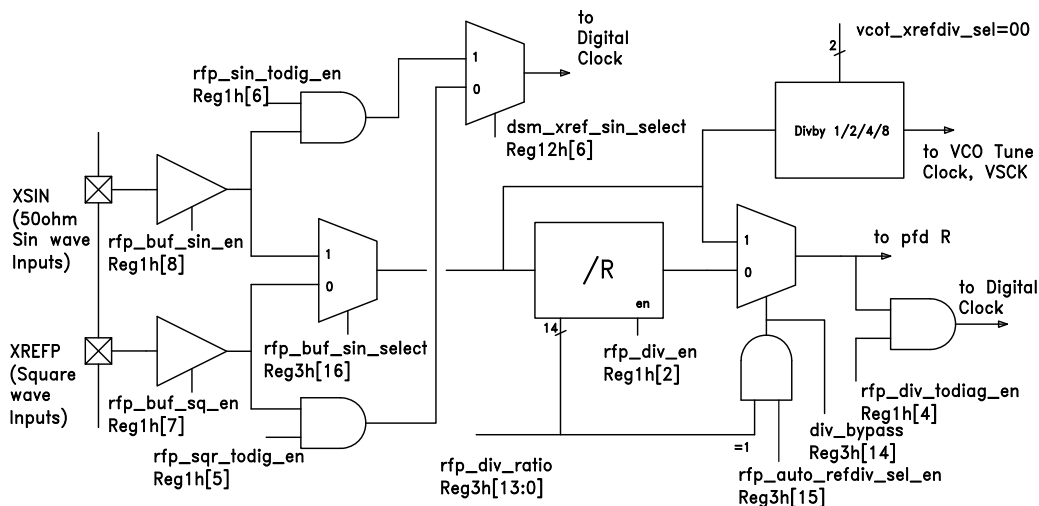 to
Digital
Clock
vcot_xrefdiv_sel=00
2
rfp_sin_todig_en
Reg1h[6]
1
0
dsm_xref_sin_select
Reg12h[6]
Divby 1/2/4/8
to VCO Tune
Clock, VSCK
XSIN
(50ohm
Sin wave
Inputs)
rfp_buf_sin_en
Reg1h[8]
1
0
rfp_buf_sin_select
Reg3h[16]
/R
en
14
rfp_div_en
Reg1h[2]
1
0
to pfd R
to Digital
Clock
rfp_div_todiag_en
Reg1h[4]
XREFP
(Square
wave
Inputs)
rfp_buf_sq_en
Reg1h[7]
rfp_sqr_todig_en
Reg1h[5]
rfp_div_ratio
Reg3h[13:0]
=1
div_bypass
Reg3h[14]
rfp_auto_refdiv_sel_en
Reg3h[15]